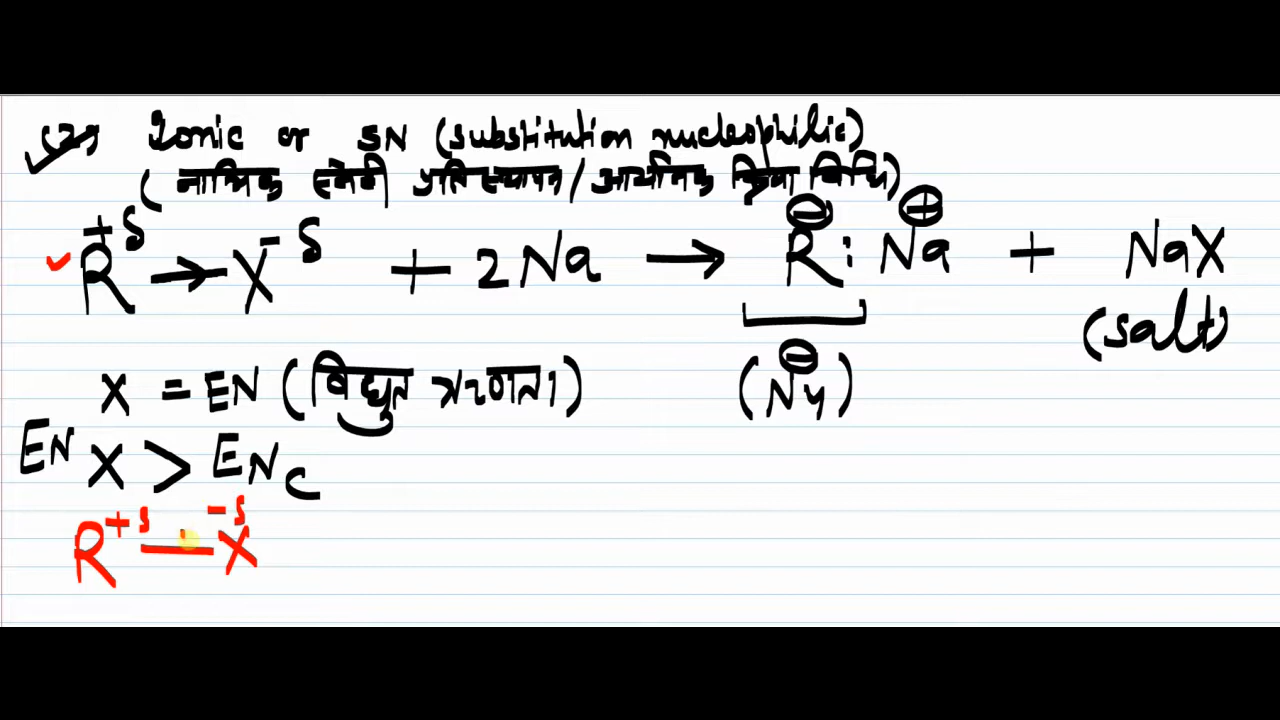 (2) Ionic or SN (substitution nucleophilic)
(नाभिक स्नेही प्रतिस्थापन / आयनिक क्रिया विधि)
R⁺ᵟ → X⁻ᵟ + 2Na → R⊖ : Na⊕ + NaX
(Nu⊖) (salt)
X = EN (विद्युत ऋणता)
EN X > EN C
R⁺ᵟ — X⁻ᵟ